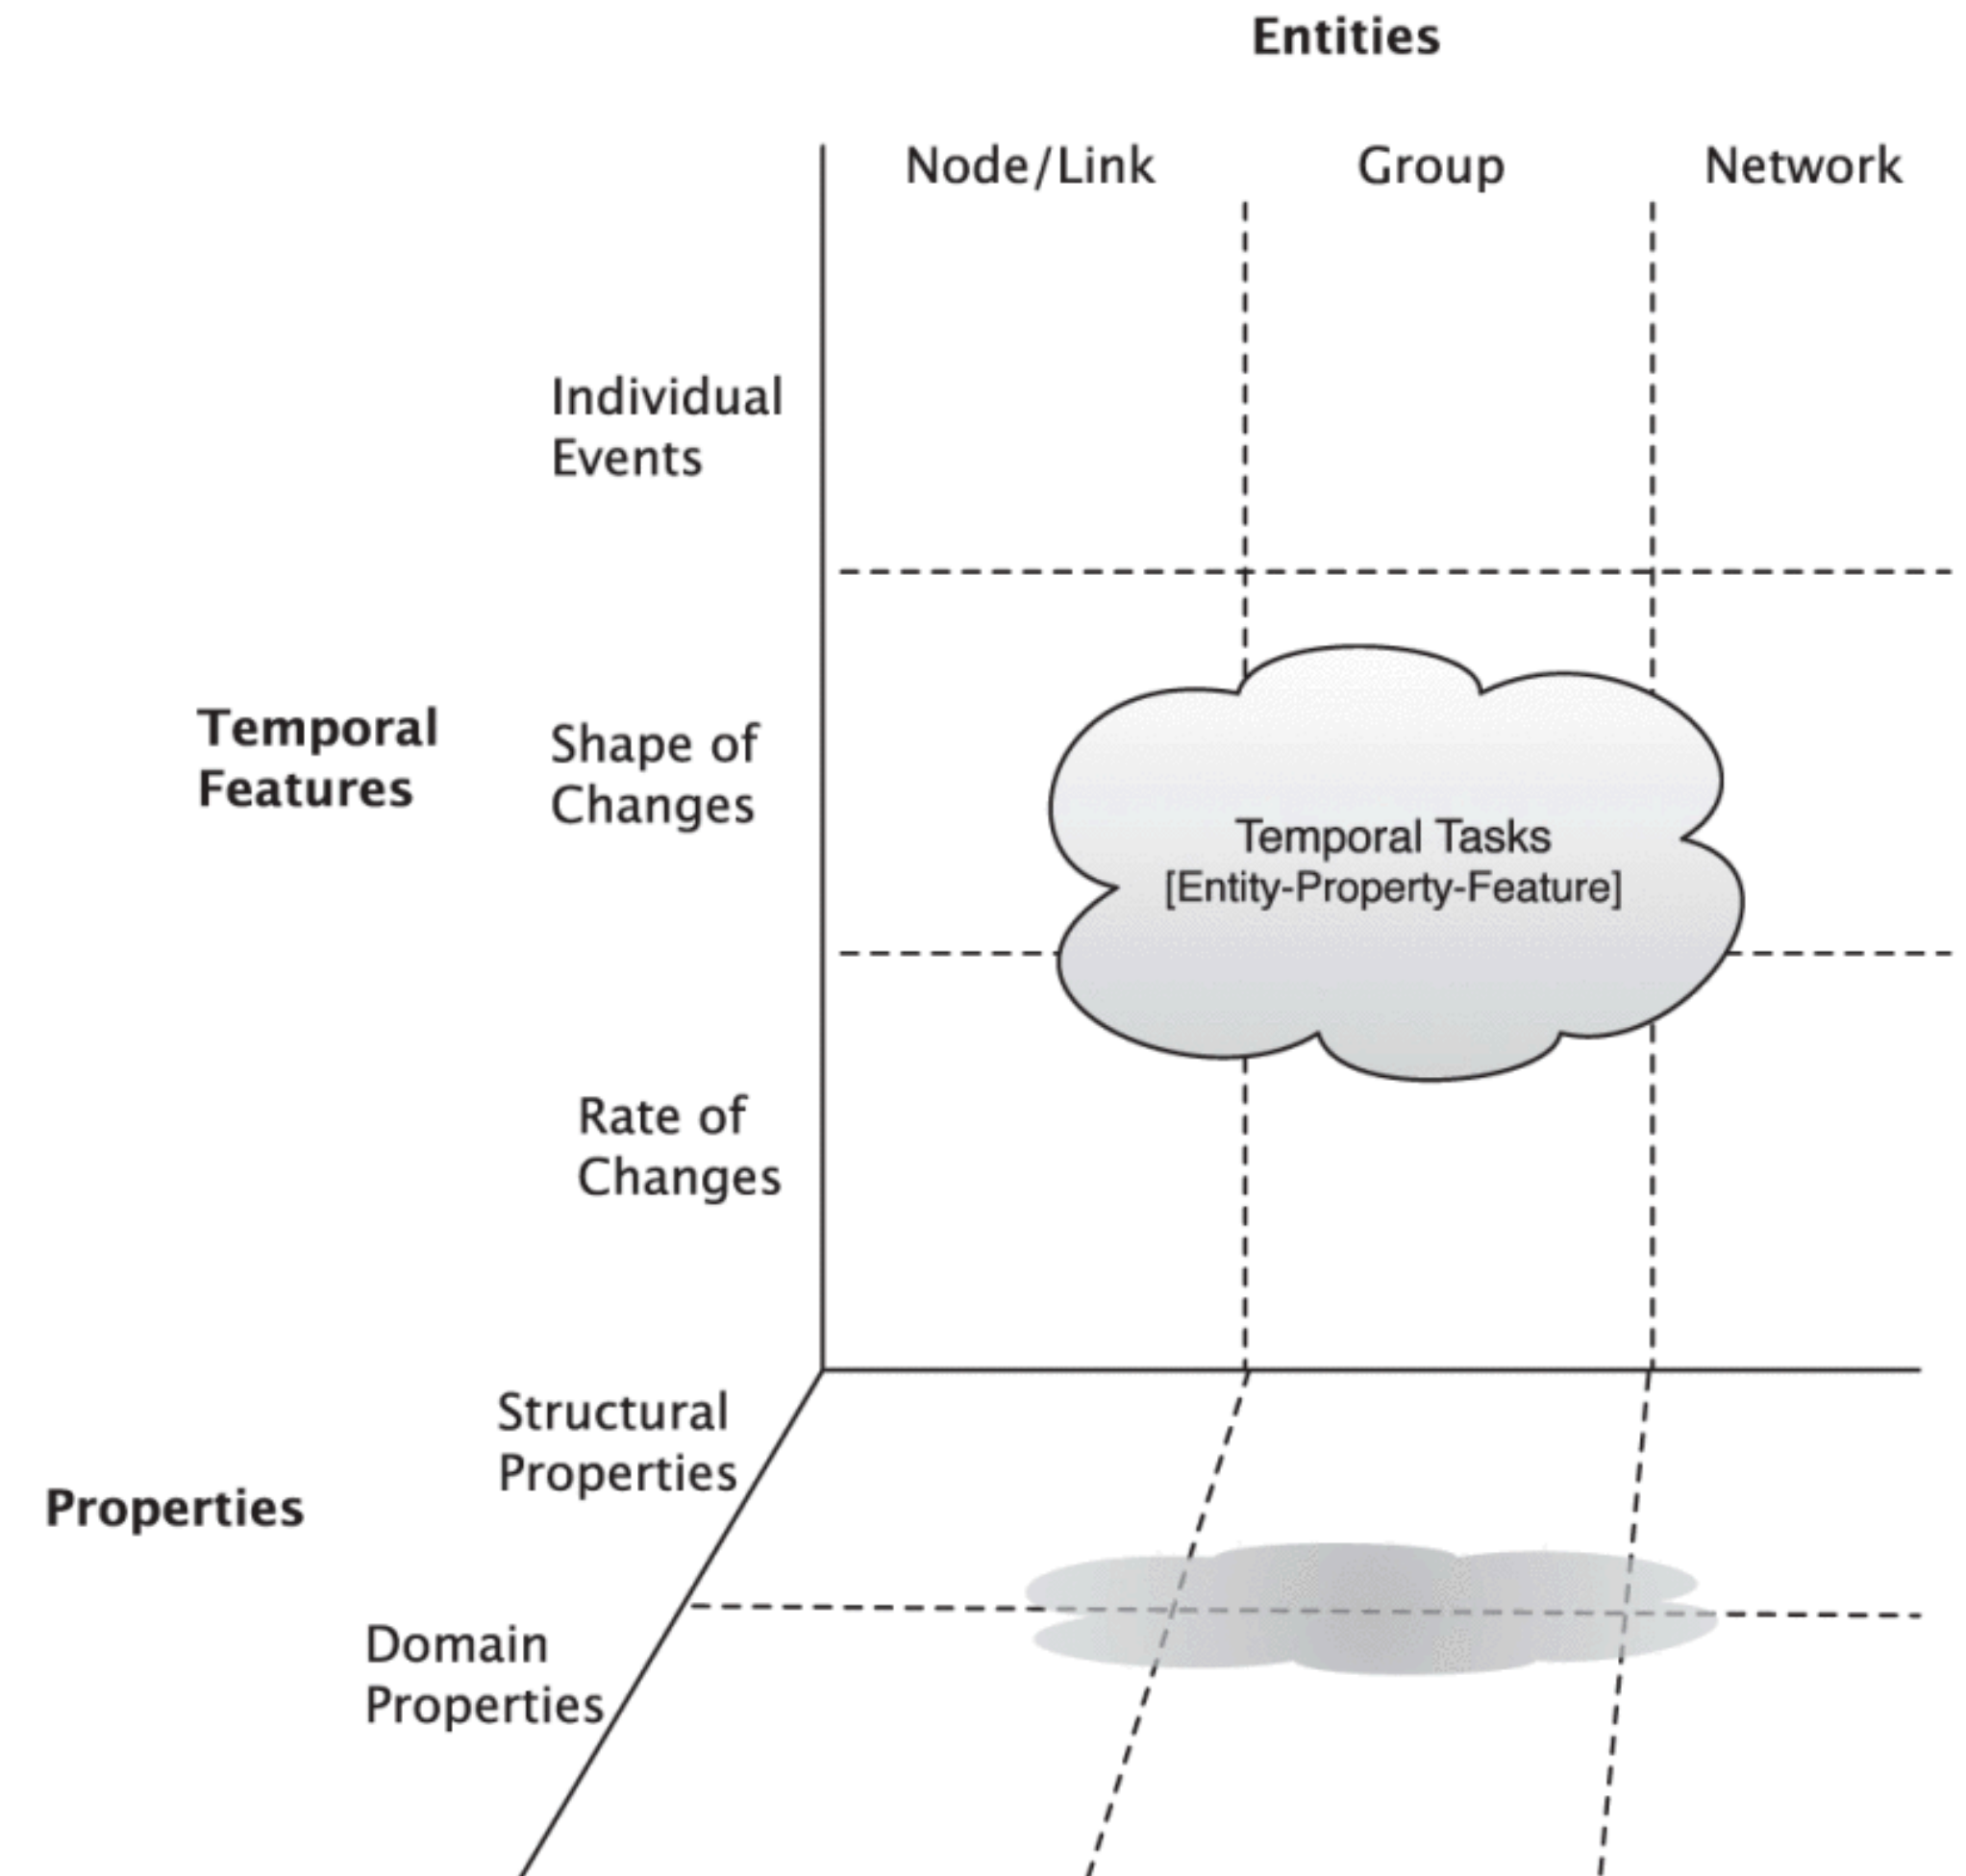 Entities
Node/Link
Group
Network
Individual
Events
Temporal
Features
Shape of
Changes
Temporal Tasks
[Entity-Property-Feature]
Rate of
Changes
Structural
Properties
Properties
Domain
Properties